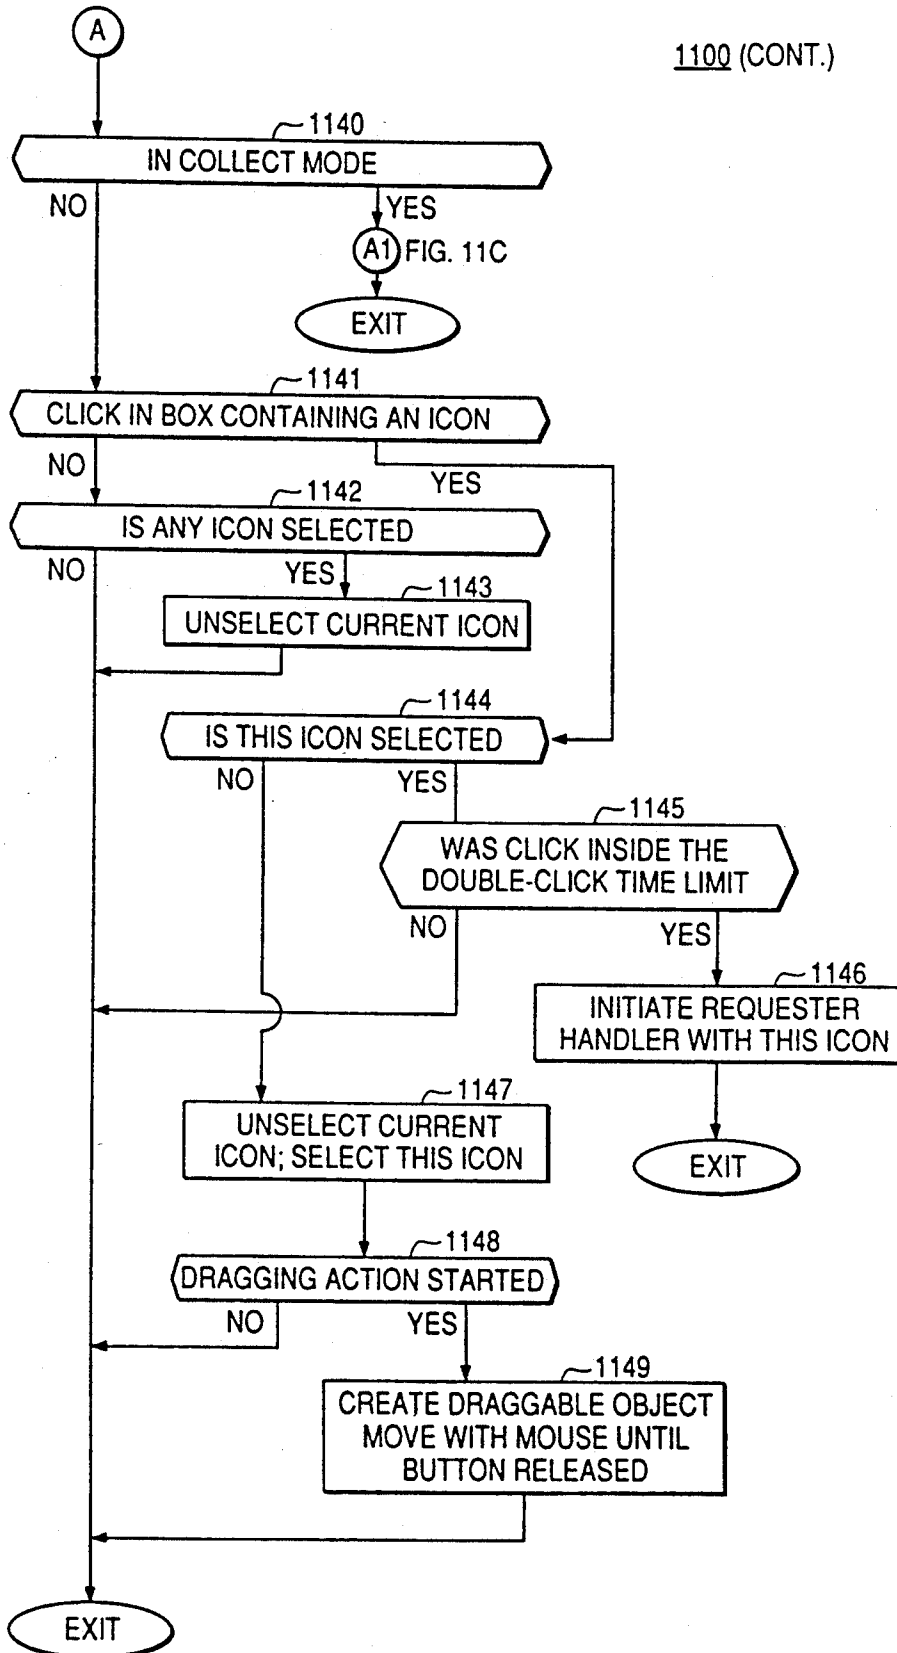 A
1100 (CONT.)
1140
IN COLLECT MODE
NO
YES
A1 FIG. 11C
EXIT
1141
CLICK IN BOX CONTAINING AN ICON
NO
YES
1142
IS ANY ICON SELECTED
NO
YES
1143
UNSELECT CURRENT ICON
1144
IS THIS ICON SELECTED
NO
YES
1145
WAS CLICK INSIDE THE
DOUBLE-CLICK TIME LIMIT
NO
YES
1146
INITIATE REQUESTER
HANDLER WITH THIS ICON
1147
UNSELECT CURRENT
ICON; SELECT THIS ICON
EXIT
1148
DRAGGING ACTION STARTED
NO
YES
1149
CREATE DRAGGABLE OBJECT
MOVE WITH MOUSE UNTIL
BUTTON RELEASED
EXIT